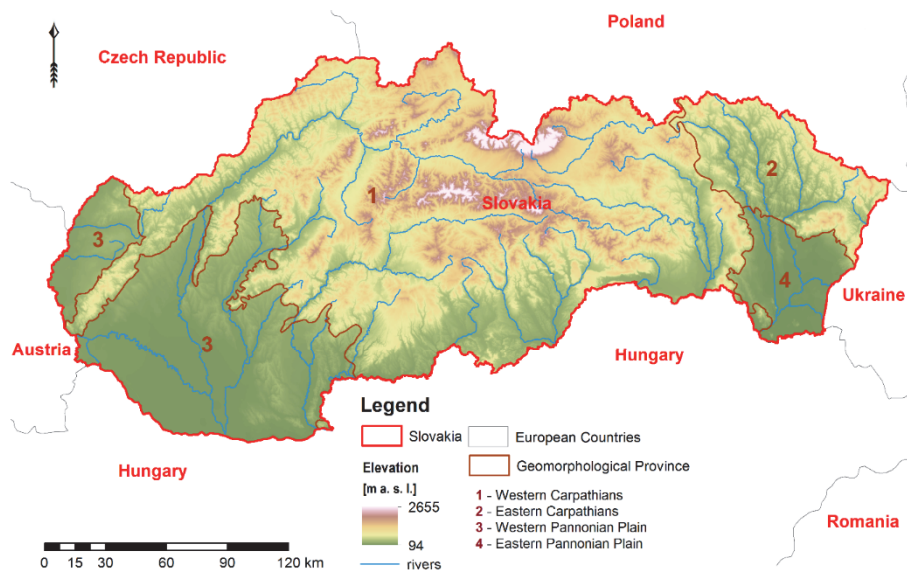 Poland
Czech Republic
2
1
Slovakia
3
4
Ukraine
3
Austria
Hungary
Legend
Slovakia
European Countries
Geomorphological Province
Elevation
[m a. s. l.]
2655
94
rivers
1 - Western Carpathians
2 - Eastern Carpathians
3 - Western Pannonian Plain
4 - Eastern Pannonian Plain
Hungary
Romania
0 15 30 60 90 120 km